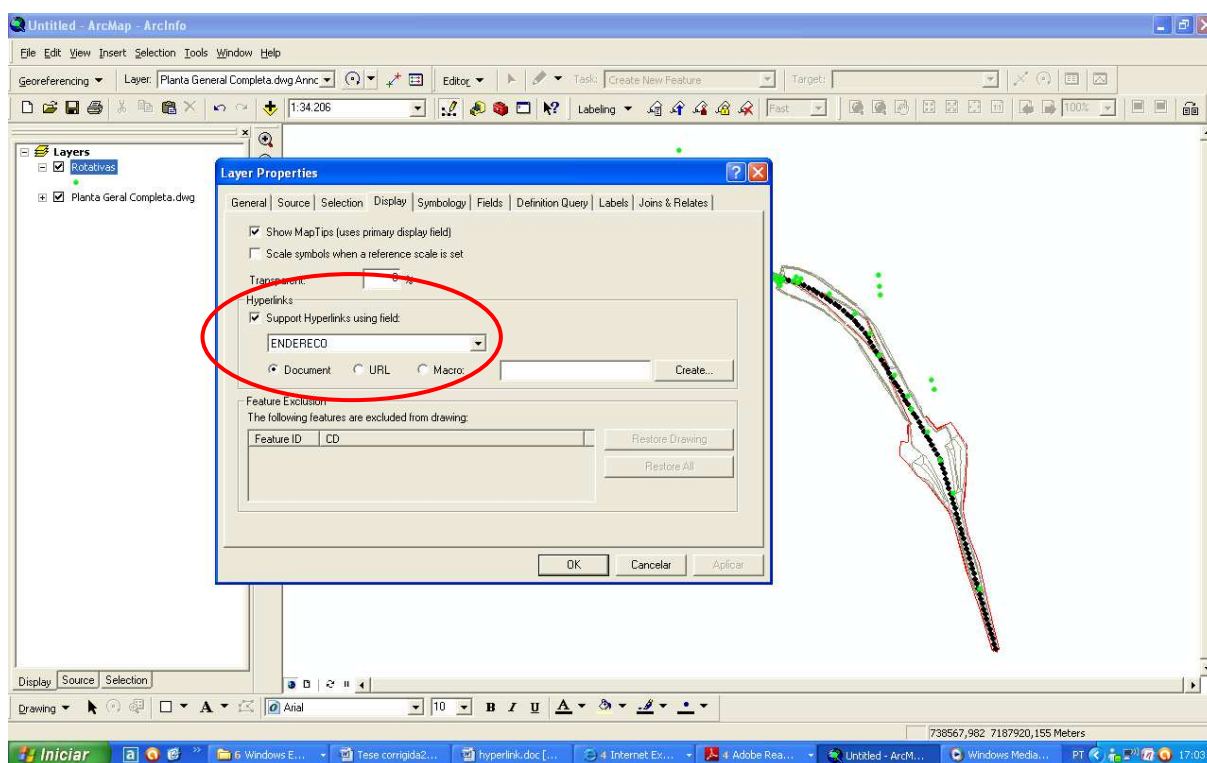 Untitled - ArcMap - ArcInfo
File Edit View Insert Selection Tools Window Help
Georeferencing Layer: Planta General Completa.dwg Annc Editor Task: Create New Feature Target:
1:34.206 Labeling Fast 100%
Layers
Rotativas
Planta Geral Completa.dwg
Layer Properties
General Source Selection Display Symbology Fields Definition Query Labels Joins & Relates
Show MapTips (uses primary display field)
Scale symbols when a reference scale is set
Transparent: 0 %
Hyperlinks
Support Hyperlinks using field:
ENDERECO
Document URL Macro: Create...
Feature Exclusion
The following features are excluded from drawing:
Feature ID CD
Restore Drawing
Restore All
OK Cancelar Aplicar
Display Source Selection
Drawing A Arial 10 B I U A
738567,982 7187920,155 Meters
Iniciar 6 Windows E... Tese corrigida2... hyperlink.doc [... 4 Internet Ex... 4 Adobe Rea... Untitled - ArcM... Windows Media... PT 17:03